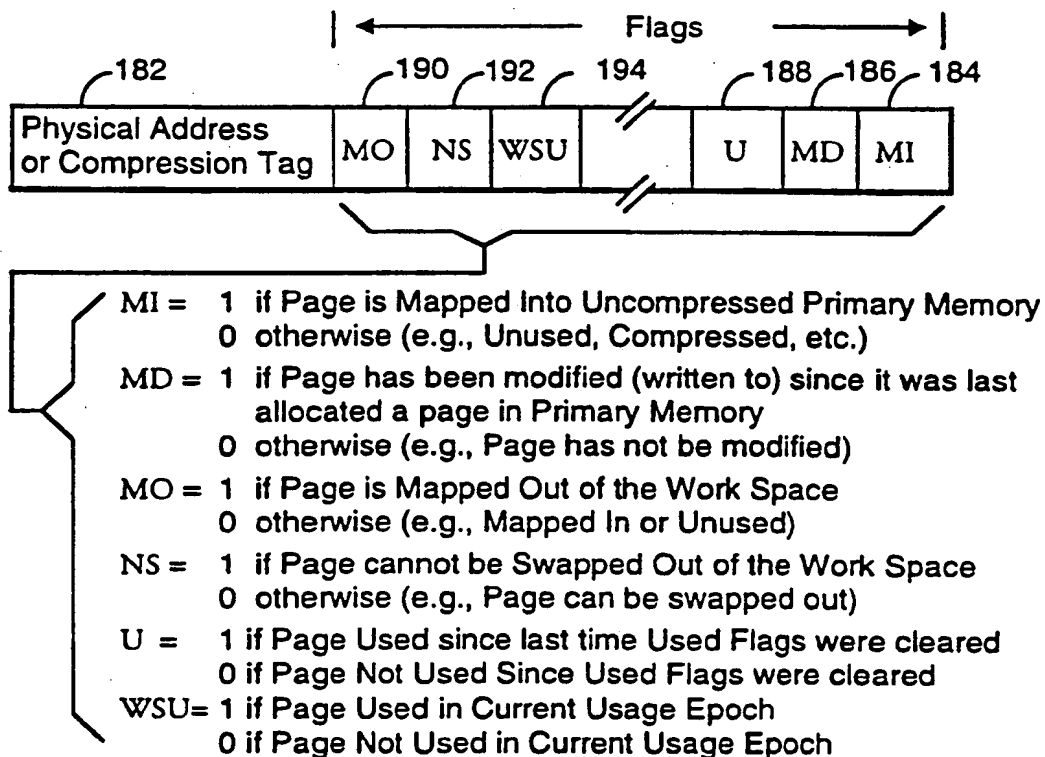 Flags
182 190 192 194 188 186 184
Physical Address
or Compression Tag MO NS WSU U MD MI
MI = 1 if Page is Mapped Into Uncompressed Primary Memory
0 otherwise (e.g., Unused, Compressed, etc.)
MD = 1 if Page has been modified (written to) since it was last
allocated a page in Primary Memory
0 otherwise (e.g., Page has not be modified)
MO = 1 if Page is Mapped Out of the Work Space
0 otherwise (e.g., Mapped In or Unused)
NS = 1 if Page cannot be Swapped Out of the Work Space
0 otherwise (e.g., Page can be swapped out)
U = 1 if Page Used since last time Used Flags were cleared
0 if Page Not Used Since Used Flags were cleared
WSU= 1 if Page Used in Current Usage Epoch
0 if Page Not Used in Current Usage Epoch